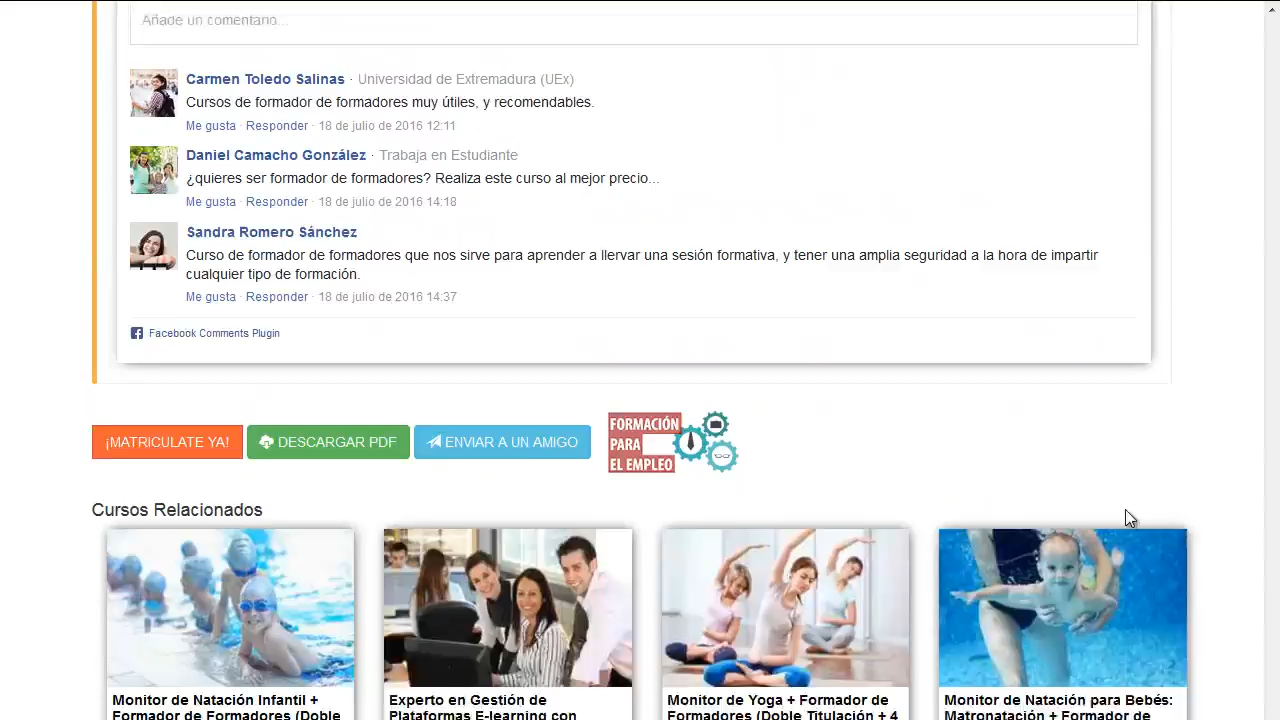 Añade un comentario...
Carmen Toledo Salinas · Universidad de Extremadura (UEx)
Cursos de formador de formadores muy útiles, y recomendables.
Me gusta · Responder · 18 de julio de 2016 12:11
Daniel Camacho González · Trabaja en Estudiante
¿quieres ser formador de formadores? Realiza este curso al mejor precio...
Me gusta · Responder · 18 de julio de 2016 14:18
Sandra Romero Sánchez
Curso de formador de formadores que nos sirve para aprender a llervar una sesión formativa, y tener una amplia seguridad a la hora de impartir
cualquier tipo de formación.
Me gusta · Responder · 18 de julio de 2016 14:37
Facebook Comments Plugin
¡MATRICULATE YA!
DESCARGAR PDF
ENVIAR A UN AMIGO
FORMACIÓN
PARA
EL EMPLEO
Cursos Relacionados
Monitor de Natación Infantil +
Formador de Formadores (Doble
Experto en Gestión de
Plataformas E-learning con
Monitor de Yoga + Formador de
Formadores (Doble Titulación + 4
Monitor de Natación para Bebés:
Matronatación + Formador de